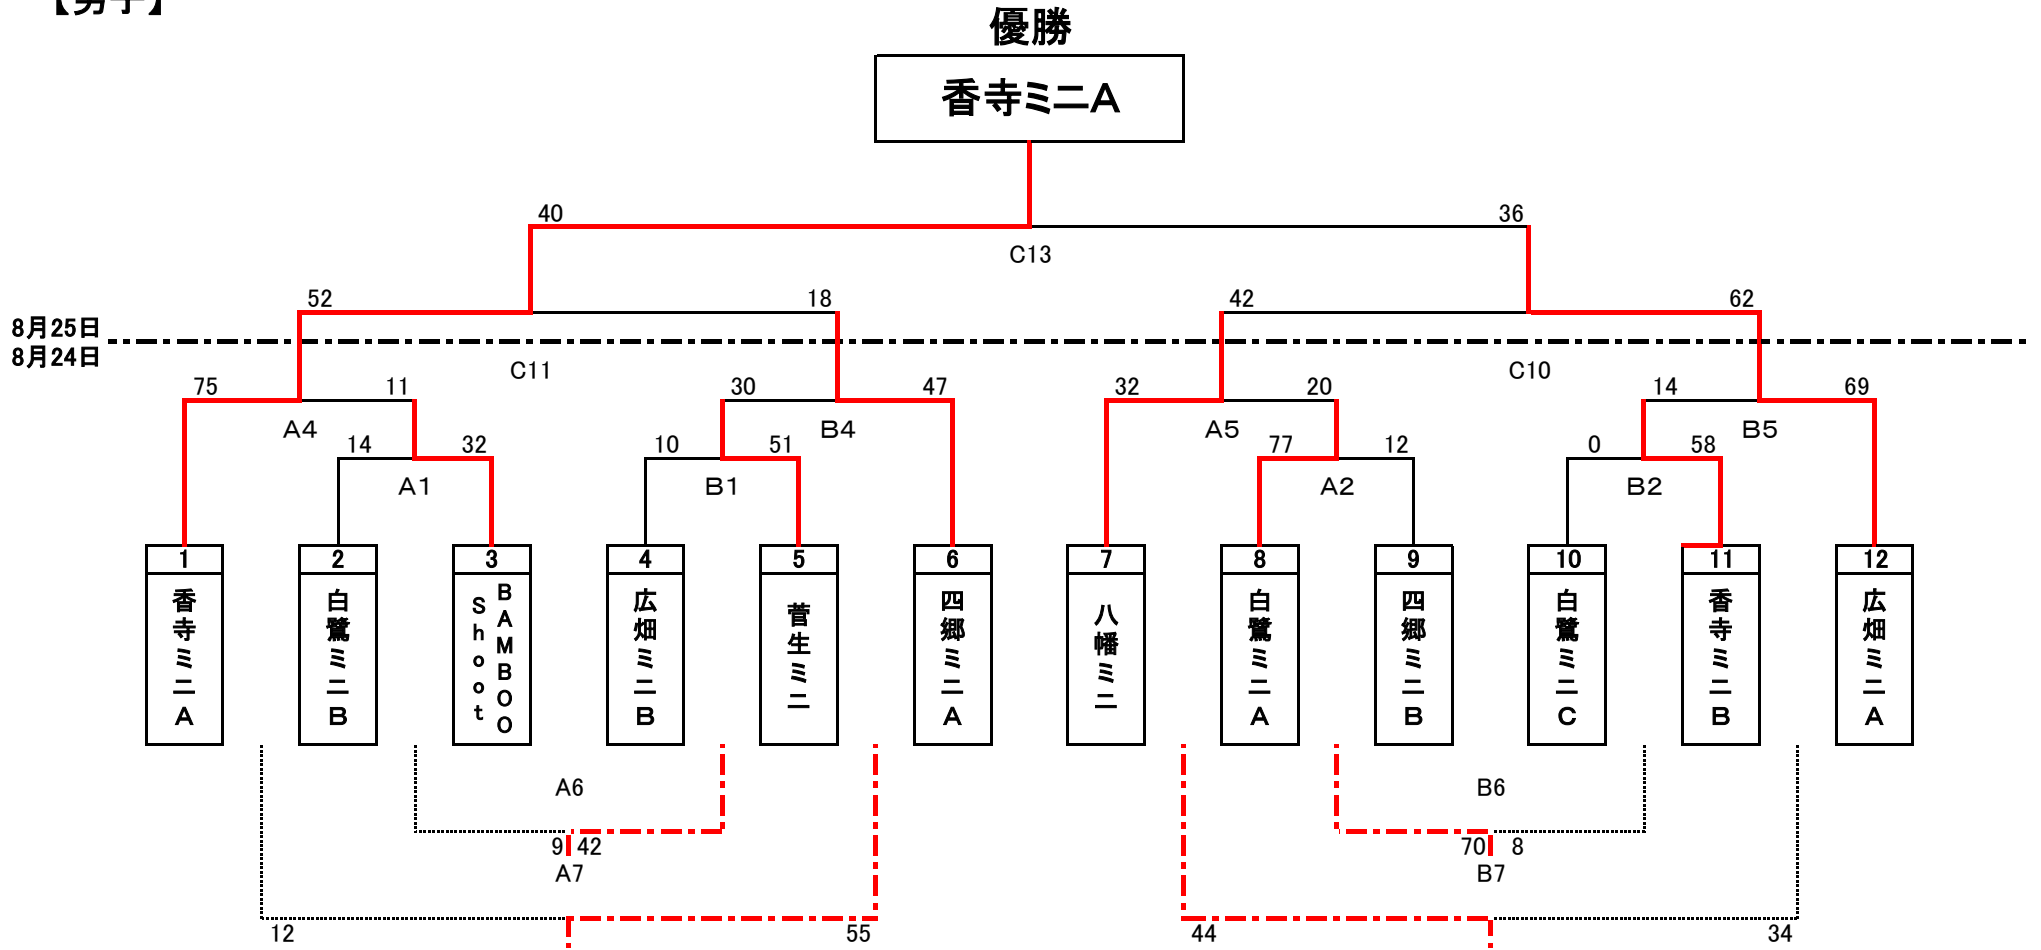 【男子】
優勝
香寺ミニA
40 36
C13
52 18 42 62
8月25日
8月24日
C11 C10
75 11 30 47 32 20 14 69
A4 B4 A5 B5
14 32 10 51 77 12 0 58
A1 B1 A2 B2
1 2 3 4 5 6 7 8 9 10 11 12
香寺ミニA
白鷺ミニB
BAMBOO
Shoot
広畑ミニB
菅生ミニ
四郷ミニA
八幡ミニ
白鷺ミニA
四郷ミニB
白鷺ミニC
香寺ミニB
広畑ミニA
A6 B6
9 42 70 8
A7 B7
12 55 44 34